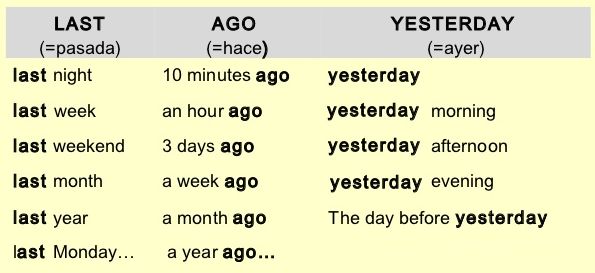 LAST AGO YESTERDAY
(=pasada) (=hace) (=ayer)
last night 10 minutes ago yesterday
last week an hour ago yesterday morning
last weekend 3 days ago yesterday afternoon
last month a week ago yesterday evening
last year a month ago The day before yesterday
last Monday… a year ago…